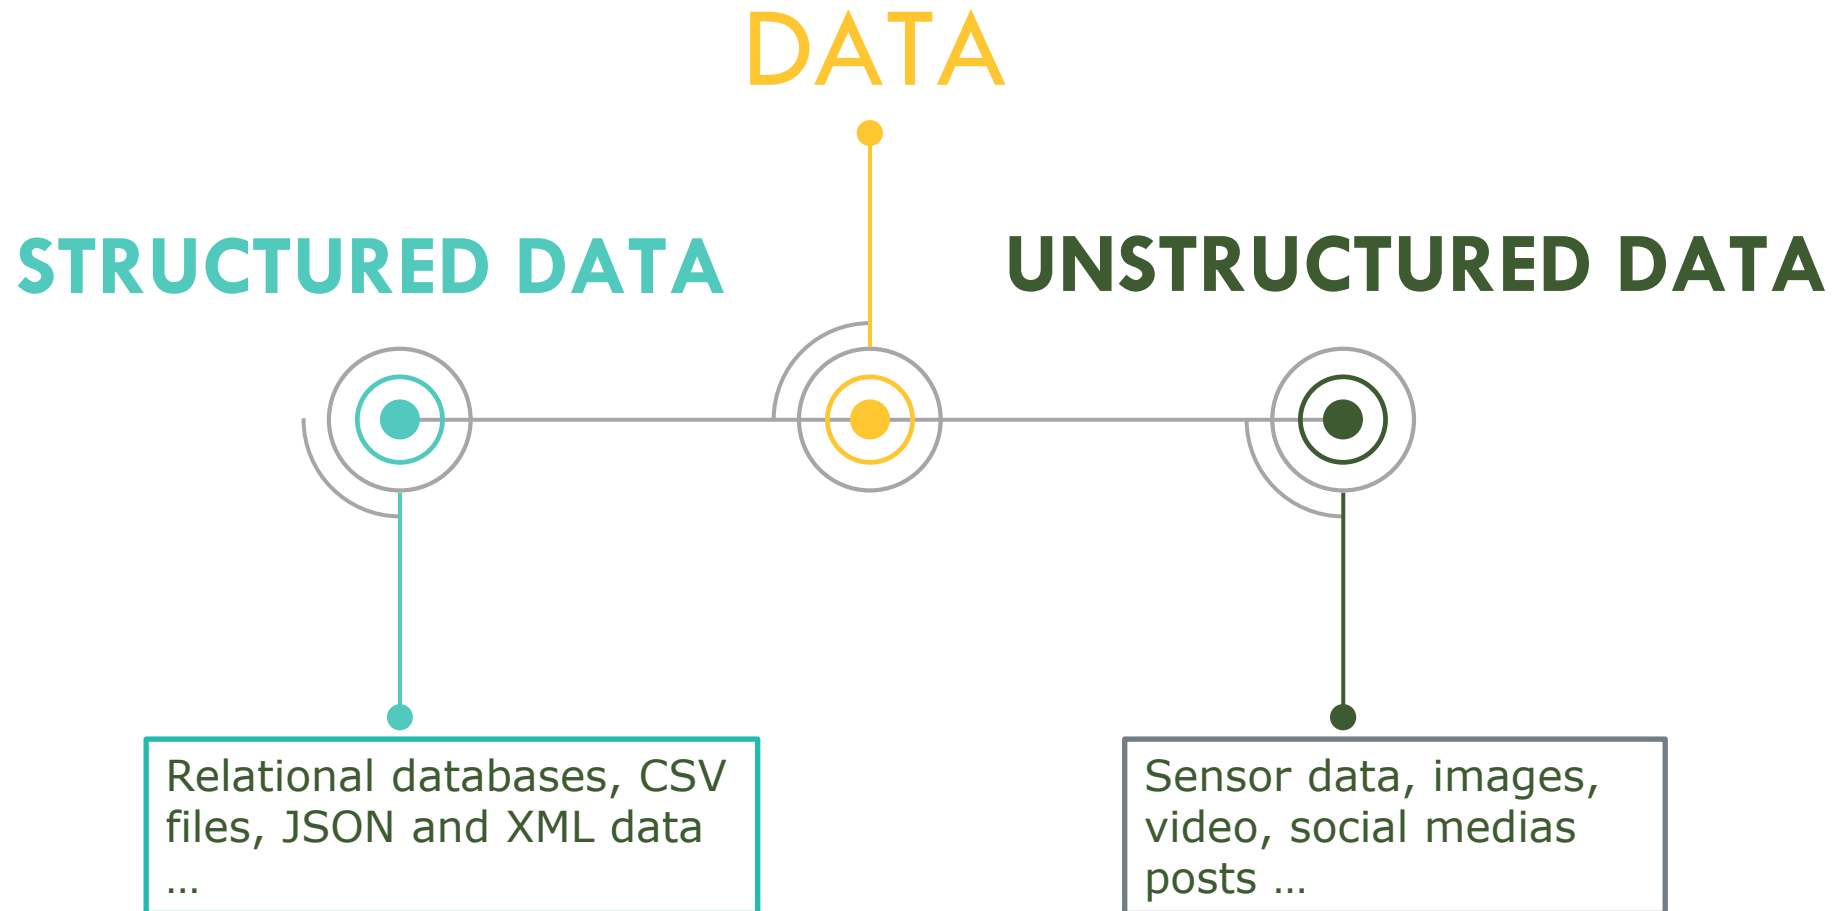 DATA
STRUCTURED DATA
UNSTRUCTURED DATA
Relational databases, CSV
files, JSON and XML data
…
Sensor data, images,
video, social medias
posts …